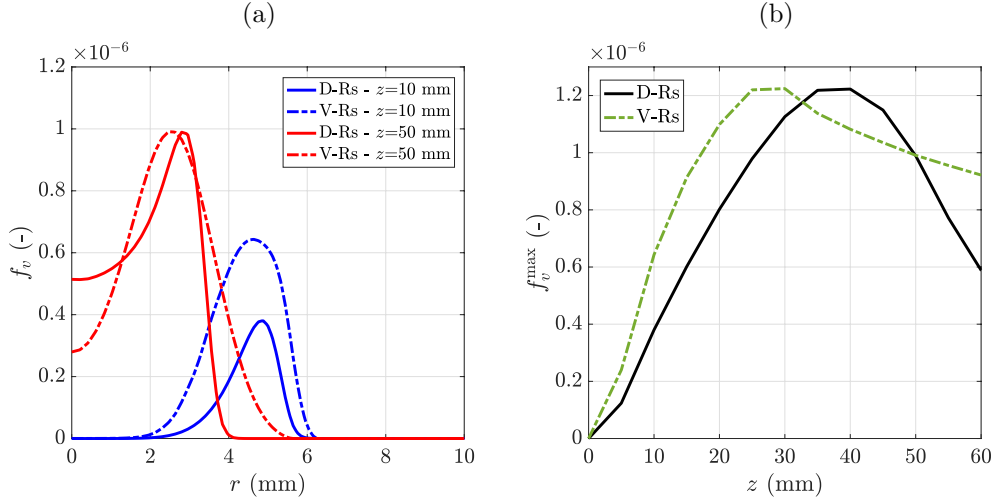 (a)
×10⁻⁶
1.2
1
0.8
0.6
0.4
0.2
0
f_v (-)
D-Rs - z=10 mm
V-Rs - z=10 mm
D-Rs - z=50 mm
V-Rs - z=50 mm
0 2 4 6 8 10
r (mm)
(b)
×10⁻⁶
1.2
1
0.8
0.6
0.4
0.2
0
f_v^max (-)
D-Rs
V-Rs
0 10 20 30 40 50 60
z (mm)